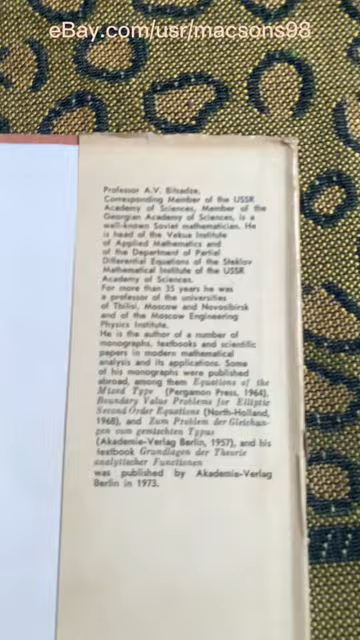 eBay.com/usr/macsons98
Professor A.V. Bitsadze,
Corresponding Member of the USSR
Academy of Sciences, Member of the
Georgian Academy of Sciences, is a
well-known Soviet mathematician. He
is head of the Vekua Institute
of Applied Mathematics and
of the Department of Partial
Differential Equations of the Steklov
Mathematical Institute of the USSR
Academy of Sciences.
For more than 35 years he was
a professor of the universities
of Tbilisi, Moscow and Novosibirsk
and of the Moscow Engineering
Physics Institute.
He is the author of a number of
monographs, textbooks and scientific
papers in modern mathematical
analysis and its applications. Some
of his monographs were published
abroad, among them Equations of the
Mixed Type (Pergamon Press, 1964),
Boundary Value Problems for Elliptic
Second Order Equations (North-Holland,
1968), and Zum Problem der Gleichun-
gen vom gemischten Typus
(Akademie-Verlag Berlin, 1957), and his
textbook Grundlagen der Theorie
analytischer Functionen
was published by Akademie-Verlag
Berlin in 1973.